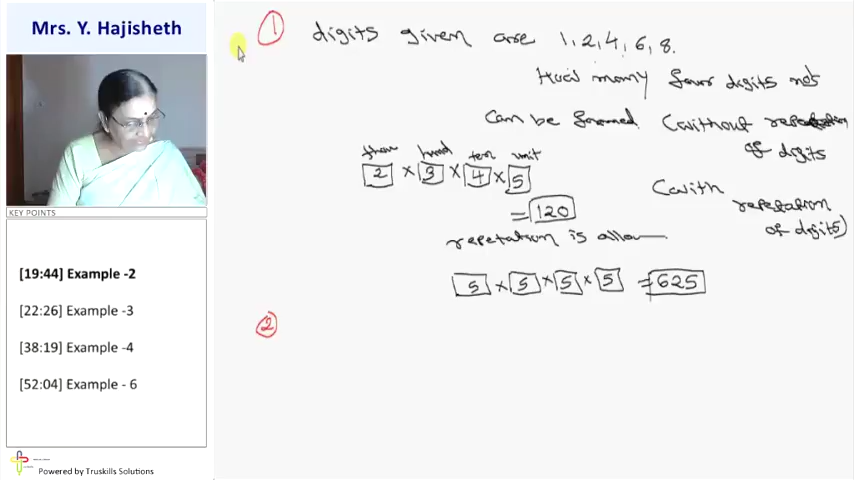 Mrs. Y. Hajisheth
KEY POINTS
[19:44] Example -2
[22:26] Example -3
[38:19] Example -4
[52:04] Example - 6
Powered by Truskills Solutions
① digits given are 1, 2, 4, 6, 8.
How many four digits nos
can be formed (without
of digits
ten unit
2 × 3 × 4 × 5
= 120
(with
repetation
of digits)
repetation is allow
5 × 5 × 5 × 5 = 625
②